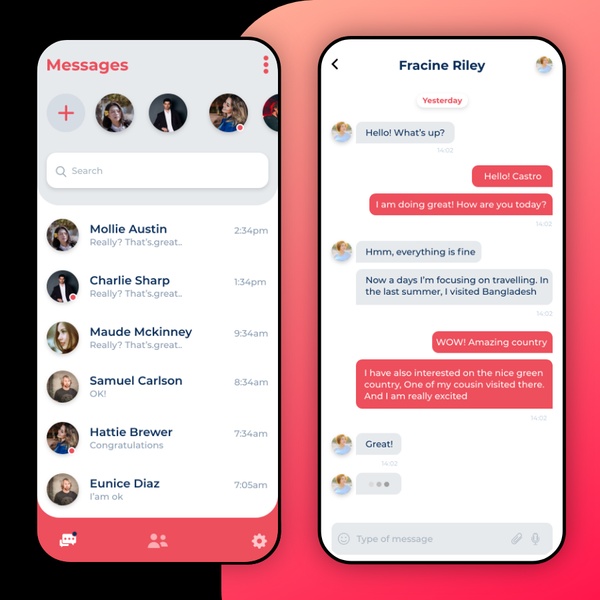 Messages
Search
Mollie Austin
2:34pm
Really? That's.great..
Charlie Sharp
1:34pm
Really? That's.great..
Maude Mckinney
9:34am
Really? That's.great..
Samuel Carlson
8:34am
OK!
Hattie Brewer
7:34am
Congratulations
Eunice Diaz
7:05am
I'am ok
Fracine Riley
Yesterday
Hello! What's up?
14:02
Hello! Castro
I am doing great! How are you today?
14:02
Hmm, everything is fine
Now a days I'm focusing on travelling. In
the last summer, I visited Bangladesh
14:02
WOW! Amazing country
I have also interested on the nice green
country, One of my cousin visited there.
And I am really excited
14:02
Great!
14:02
Type of message